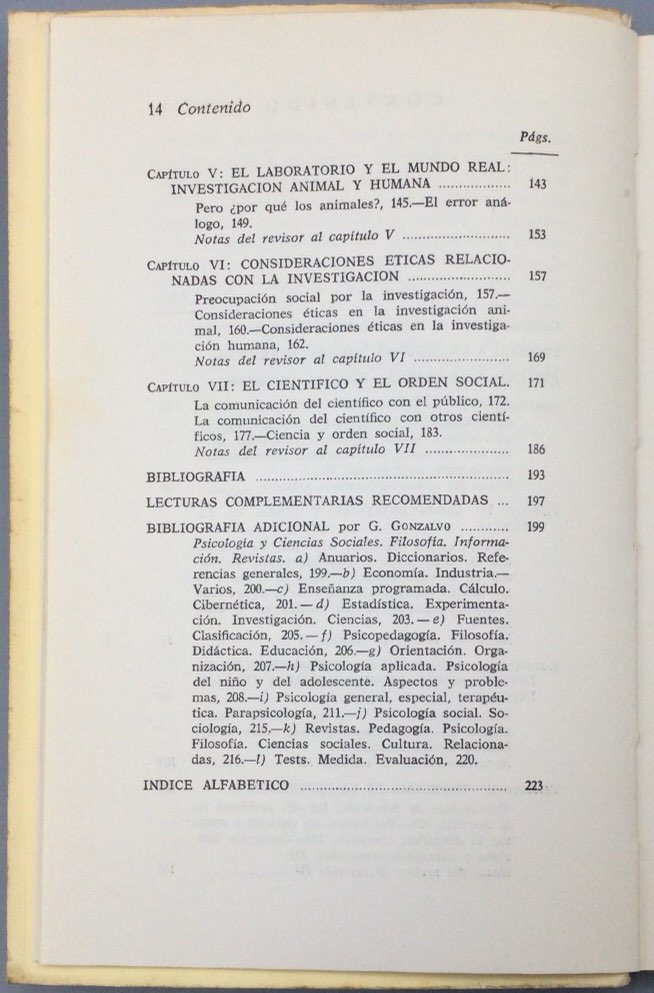 14 Contenido
Págs.
CAPÍTULO V: EL LABORATORIO Y EL MUNDO REAL:
INVESTIGACION ANIMAL Y HUMANA ................... 143
Pero ¿por qué los animales?, 145.—El error aná-
logo, 149.
Notas del revisor al capítulo V ............................ 153
CAPÍTULO VI: CONSIDERACIONES ETICAS RELACIO-
NADAS CON LA INVESTIGACION ........................... 157
Preocupación social por la investigación, 157.—
Consideraciones éticas en la investigación ani-
mal, 160.—Consideraciones éticas en la investiga-
ción humana, 162.
Notas del revisor al capítulo VI ......................... 169
CAPÍTULO VII: EL CIENTIFICO Y EL ORDEN SOCIAL. 171
La comunicación del científico con el público, 172.
La comunicación del científico con otros cientí-
ficos, 177.—Ciencia y orden social, 183.
Notas del revisor al capítulo VII ...................... 186
BIBLIOGRAFIA .................................................................... 193
LECTURAS COMPLEMENTARIAS RECOMENDADAS ... 197
BIBLIOGRAFIA ADICIONAL por G. GONZALVO ............ 199
Psicología y Ciencias Sociales. Filosofía. Informa-
ción. Revistas. a) Anuarios. Diccionarios. Refe-
rencias generales, 199.—b) Economía. Industria.—
Varios, 200.—c) Enseñanza programada. Cálculo.
Cibernética, 201.—d) Estadística. Experimenta-
ción. Investigación. Ciencias, 203.—e) Fuentes.
Clasificación, 205.—f) Psicopedagogía. Filosofía.
Didáctica. Educación, 206.—g) Orientación. Orga-
nización, 207.—h) Psicología aplicada. Psicología
del niño y del adolescente. Aspectos y proble-
mas, 208.—i) Psicología general, especial, terapéu-
tica. Parapsicología, 211.—j) Psicología social. So-
ciología, 215.—k) Revistas. Pedagogía. Psicología.
Filosofía. Ciencias sociales. Cultura. Relaciona-
das, 216.—l) Tests. Medida. Evaluación, 220.
INDICE ALFABETICO ........................................................ 223